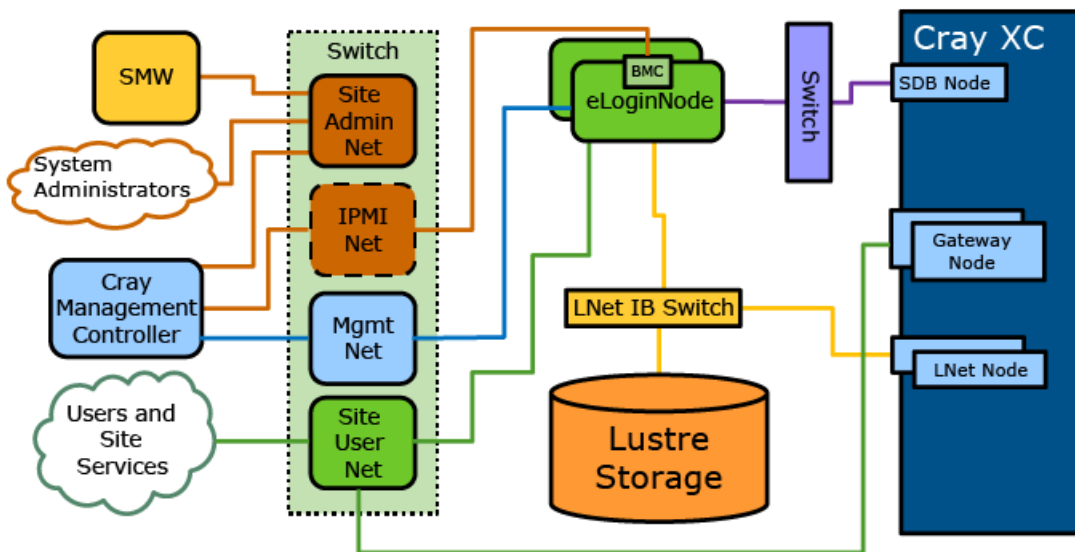 SMW
System
Administrators
Cray
Management
Controller
Users and
Site
Services
Switch
Site
Admin
Net
IPMI
Net
Mgmt
Net
Site
User
Net
BMC
eLoginNode
LNet IB Switch
Lustre
Storage
Switch
Cray XC
SDB Node
Gateway
Node
LNet Node